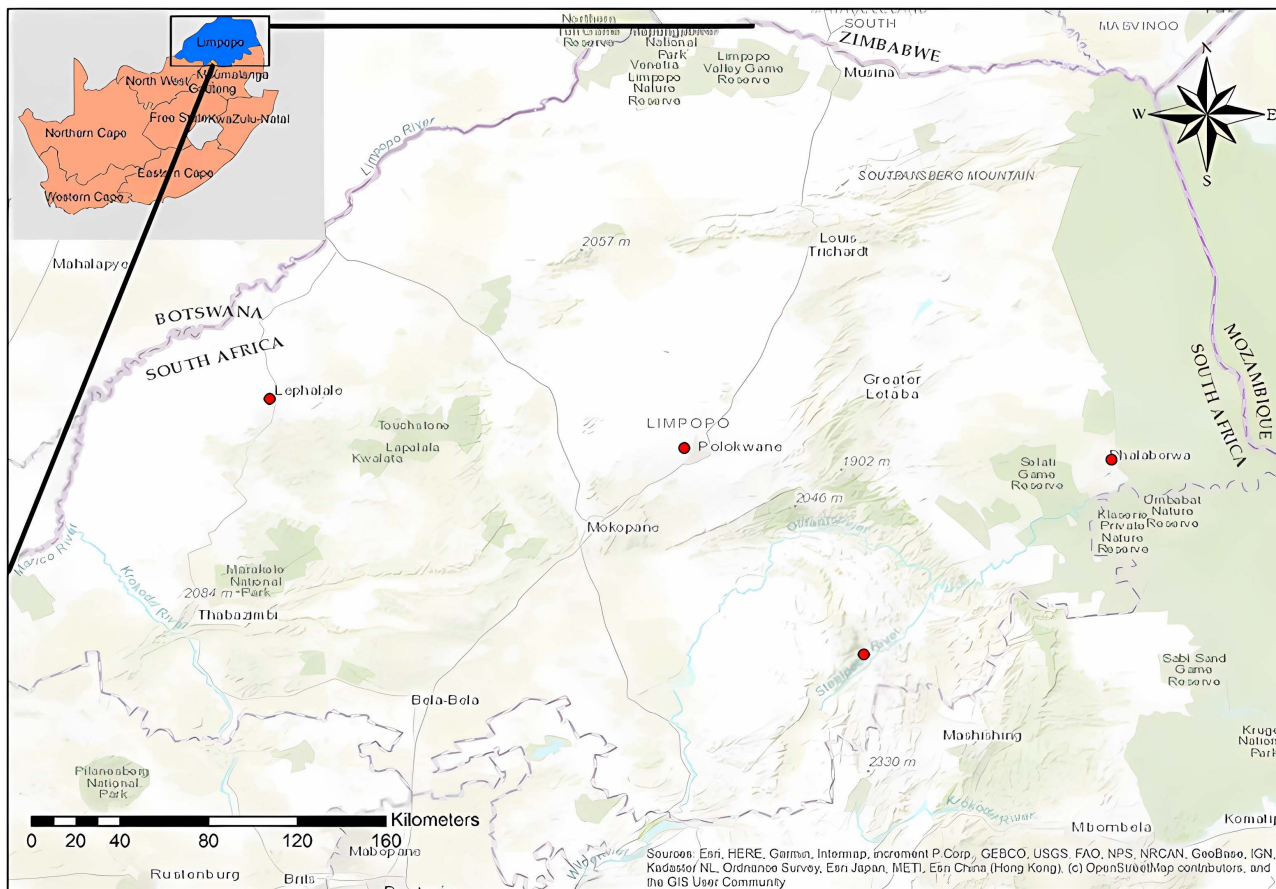 Limpopo
North West
Free State
KwaZulu-Natal
Northern Cape
Eastern Cape
Western Cape
Northern
Reserve
National
Park
Venetia
Limpopo
Nature
Reserve
Limpopo
Valley Game
Reserve
SOUTH
ZIMBABWE
Musina
MASVINGO
N
W
E
S
Limpopo River
SOUTPANSBERG MOUNTAIN
2057 m
Louis
Trichardt
Mahalapye
BOTSWANA
SOUTH AFRICA
MOZAMBIQUE
SOUTH AFRICA
Lephalale
Greater
Letaba
Touchstone
Lapalala
Kwalata
LIMPOPO
Polokwane
1902 m
2046 m
Selati
Game
Reserve
Phalaborwa
Umbabat
Nature
Reserve
Klaserie
Private
Nature
Reserve
Mokopane
Marico River
Krokodil River
Marakele
National
Park
2084 m
Thabazimbi
Steelpoort River
Sabi Sand
Game
Reserve
Bela-Bela
Mashishing
2330 m
Pilanesberg
National
Park
Krokodil River
Mbombela
Kilometers
0 20 40 80 120 160
Mabopane
Rustenburg
Brits
Sources: Esri, HERE, Garmin, Intermap, increment P Corp., GEBCO, USGS, FAO, NPS, NRCAN, GeoBase, IGN,
Kadaster NL, Ordnance Survey, Esri Japan, METI, Esri China (Hong Kong), (c) OpenStreetMap contributors, and
the GIS User Community